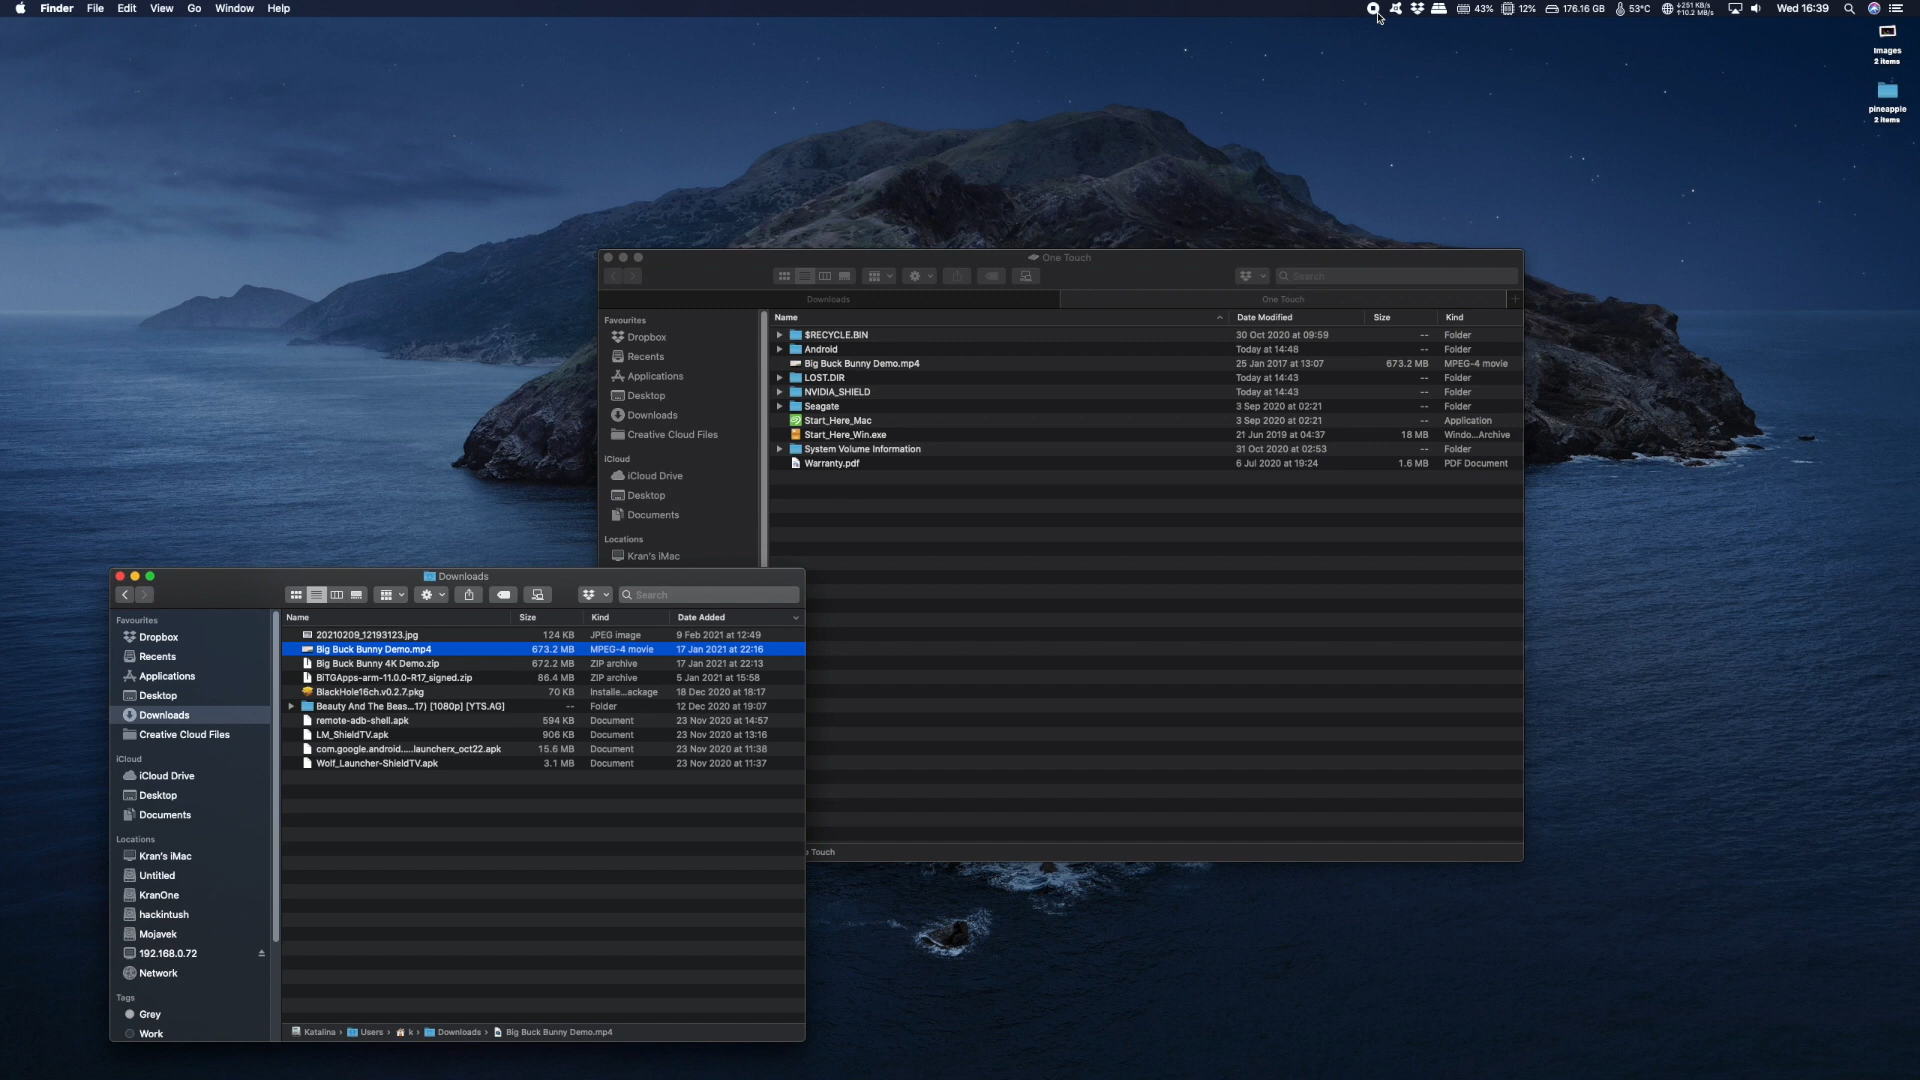 Finder File Edit View Go Window Help
43% 12% 176.16 GB 53°C ↓251 KB/s ↑10.2 MB/s Wed 16:39
Images
2 items
pineapple
2 items
One Touch
Search
Downloads One Touch
Favourites
Dropbox
Recents
Applications
Desktop
Downloads
Creative Cloud Files
iCloud
iCloud Drive
Desktop
Documents
Locations
Kran's iMac
Name Date Modified Size Kind
$RECYCLE.BIN 30 Oct 2020 at 09:59 -- Folder
Android Today at 14:48 -- Folder
Big Buck Bunny Demo.mp4 25 Jan 2017 at 13:07 673.2 MB MPEG-4 movie
LOST.DIR Today at 14:43 -- Folder
NVIDIA_SHIELD Today at 14:43 -- Folder
Seagate 3 Sep 2020 at 02:21 -- Folder
Start_Here_Mac 3 Sep 2020 at 02:21 -- Application
Start_Here_Win.exe 21 Jun 2019 at 04:37 18 MB Windo...Archive
System Volume Information 31 Oct 2020 at 02:53 -- Folder
Warranty.pdf 6 Jul 2020 at 19:24 1.6 MB PDF Document
Touch
Downloads
Search
Favourites
Dropbox
Recents
Applications
Desktop
Downloads
Creative Cloud Files
iCloud
iCloud Drive
Desktop
Documents
Locations
Kran's iMac
Untitled
KranOne
hackintush
Mojavek
192.168.0.72
Network
Tags
Grey
Work
Name Size Kind Date Added
20210209_12193123.jpg 124 KB JPEG image 9 Feb 2021 at 12:49
Big Buck Bunny Demo.mp4 673.2 MB MPEG-4 movie 17 Jan 2021 at 22:16
Big Buck Bunny 4K Demo.zip 672.2 MB ZIP archive 17 Jan 2021 at 22:13
BiTGApps-arm-11.0.0-R17_signed.zip 86.4 MB ZIP archive 5 Jan 2021 at 15:58
BlackHole16ch.v0.2.7.pkg 70 KB Installe...ackage 18 Dec 2020 at 18:17
Beauty And The Beas...17) [1080p] [YTS.AG] -- Folder 12 Dec 2020 at 19:07
remote-adb-shell.apk 594 KB Document 23 Nov 2020 at 14:57
LM_ShieldTV.apk 906 KB Document 23 Nov 2020 at 13:16
com.google.android.....launcherx_oct22.apk 15.6 MB Document 23 Nov 2020 at 11:38
Wolf_Launcher-ShieldTV.apk 3.1 MB Document 23 Nov 2020 at 11:37
Katalina › Users › k › Downloads › Big Buck Bunny Demo.mp4